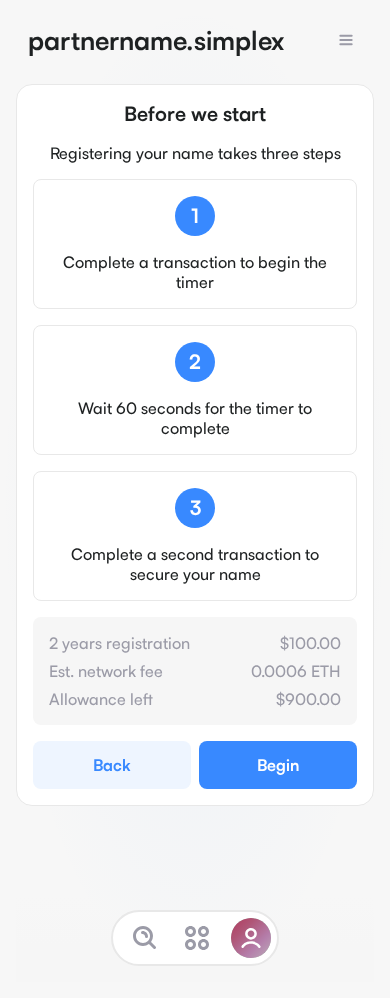 partnername.simplex
Before we start
Registering your name takes three steps
1
Complete a transaction to begin the
timer
2
Wait 60 seconds for the timer to
complete
3
Complete a second transaction to
secure your name
2 years registration $100.00
Est. network fee 0.0006 ETH
Allowance left $900.00
Back Begin